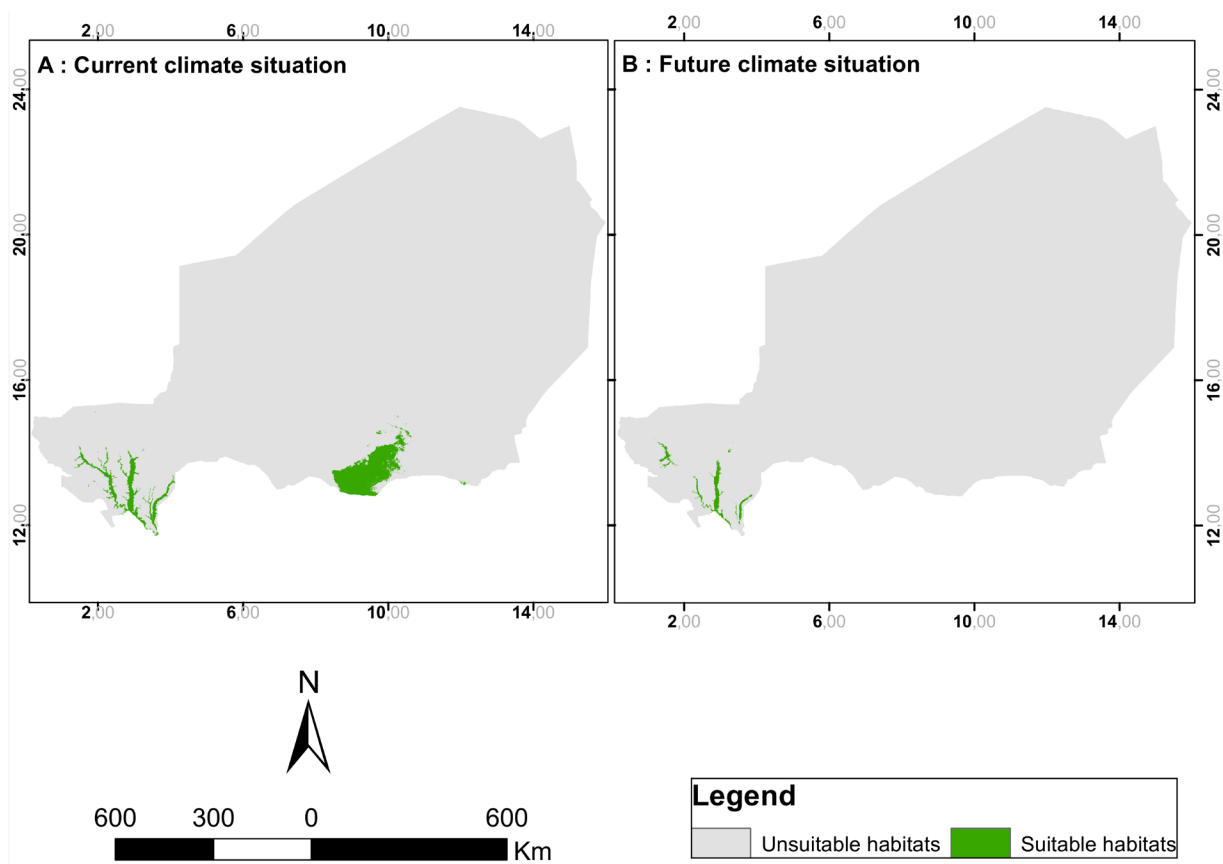 2,00 6,00 10,00 14,00 2,00 6,00 10,00 14,00
A : Current climate situation
B : Future climate situation
24,00
20,00
16,00
12,00
24,00
20,00
16,00
12,00
2,00 6,00 10,00 14,00 2,00 6,00 10,00 14,00
N
600 300 0 600
Km
Legend
Unsuitable habitats Suitable habitats